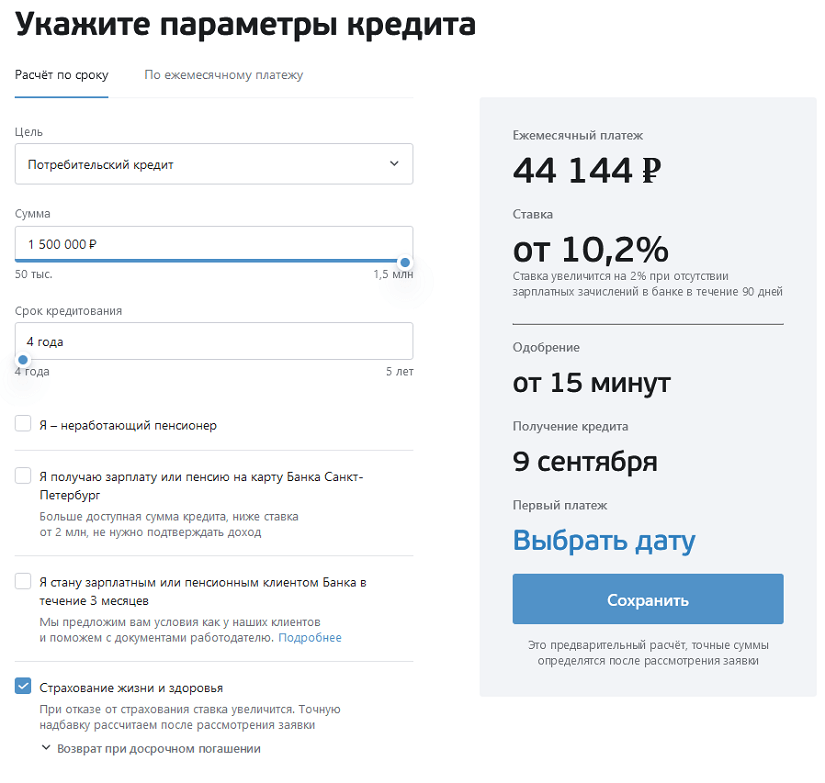 Укажите параметры кредита
Расчёт по сроку
По ежемесячному платежу
Цель
Потребительский кредит
Сумма
1 500 000 ₽
50 тыс.
1,5 млн
Срок кредитования
4 года
4 года
5 лет
Я – неработающий пенсионер
Я получаю зарплату или пенсию на карту Банка Санкт-
Петербург
Больше доступная сумма кредита, ниже ставка
от 2 млн, не нужно подтверждать доход
Я стану зарплатным или пенсионным клиентом Банка в
течение 3 месяцев
Мы предложим вам условия как у наших клиентов
и поможем с документами работодателю. Подробнее
Страхование жизни и здоровья
При отказе от страхования ставка увеличится. Точную
надбавку рассчитаем после рассмотрения заявки
Возврат при досрочном погашении
Ежемесячный платеж
44 144 ₽
Ставка
от 10,2%
Ставка увеличится на 2% при отсутствии
зарплатных зачислений в банке в течение 90 дней
Одобрение
от 15 минут
Получение кредита
9 сентября
Первый платеж
Выбрать дату
Сохранить
Это предварительный расчёт, точные суммы
определятся после рассмотрения заявки